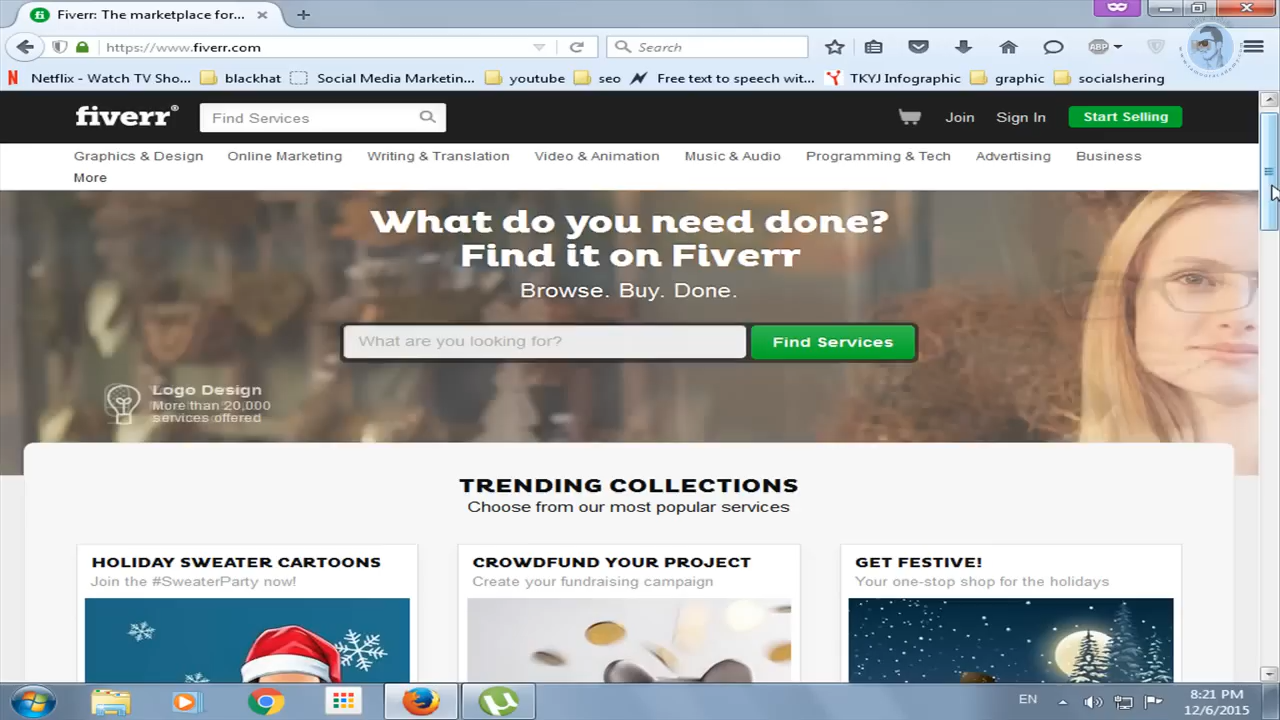 Fiverr: The marketplace for...
https://www.fiverr.com
Search
ABP
Netflix - Watch TV Sho... blackhat Social Media Marketin... youtube seo Free text to speech wit... TKYJ Infographic graphic socialshering
fiverr®
Find Services
Join Sign In Start Selling
Graphics & Design Online Marketing Writing & Translation Video & Animation Music & Audio Programming & Tech Advertising Business
More
What do you need done?
Find it on Fiverr
Browse. Buy. Done.
What are you looking for? Find Services
Logo Design
More than 20,000
services offered
TRENDING COLLECTIONS
Choose from our most popular services
HOLIDAY SWEATER CARTOONS CROWDFUND YOUR PROJECT GET FESTIVE!
Join the #SweaterParty now! Create your fundraising campaign Your one-stop shop for the holidays
EN
8:21 PM
12/6/2015